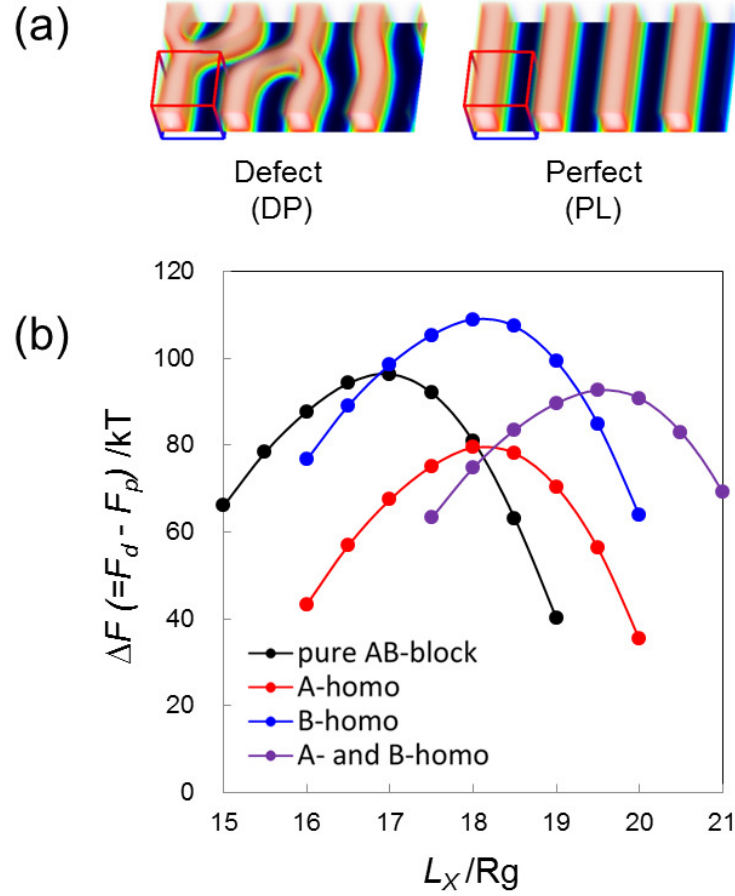 (a)
Defect
(DP)
Perfect
(PL)
(b)
ΔF (=F_d - F_p) /kT
120
100
80
60
40
20
0
pure AB-block
A-homo
B-homo
A- and B-homo
15 16 17 18 19 20 21
L_X /Rg